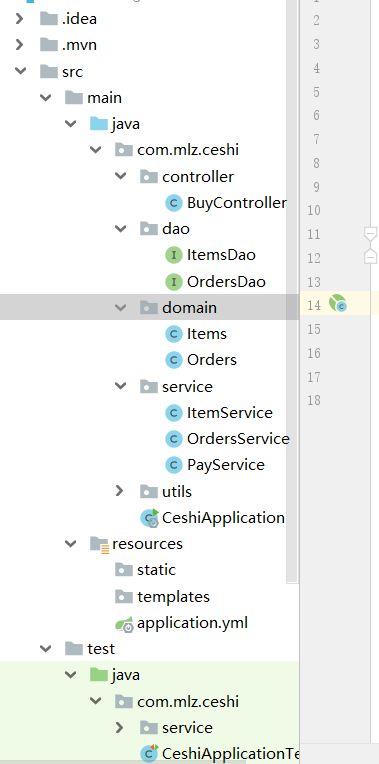 .idea
.mvn
src
main
java
com.mlz.ceshi
controller
C BuyController
dao
I ItemsDao
I OrdersDao
domain
C Items
C Orders
service
C ItemService
C OrdersService
C PayService
utils
CeshiApplication
resources
static
templates
application.yml
test
java
com.mlz.ceshi
service
CeshiApplicationTe
2
3
4
5
6
7
8
9
10
11
12
13
14
15
16
17
18